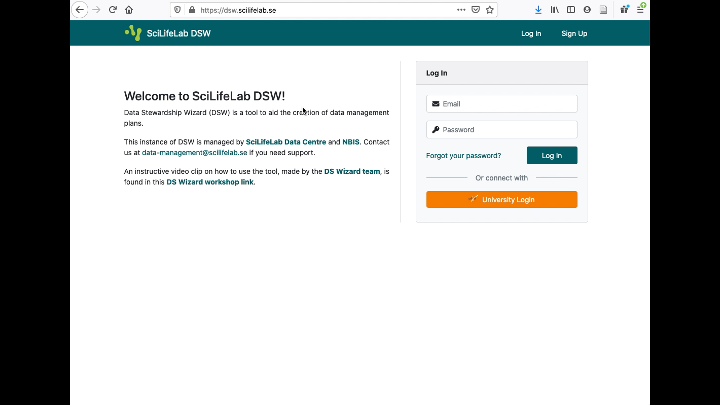 https://dsw.scilifelab.se
SciLifeLab DSW
Log In
Sign Up
Welcome to SciLifeLab DSW!
Data Stewardship Wizard (DSW) is a tool to aid the creation of data management
plans.
This instance of DSW is managed by SciLifeLab Data Centre and NBIS. Contact
us at data-management@scilifelab.se if you need support.
An instructive video clip on how to use the tool, made by the DS Wizard team, is
found in this DS Wizard workshop link.
Log In
Email
Password
Forgot your password?
Log In
Or connect with
University Login